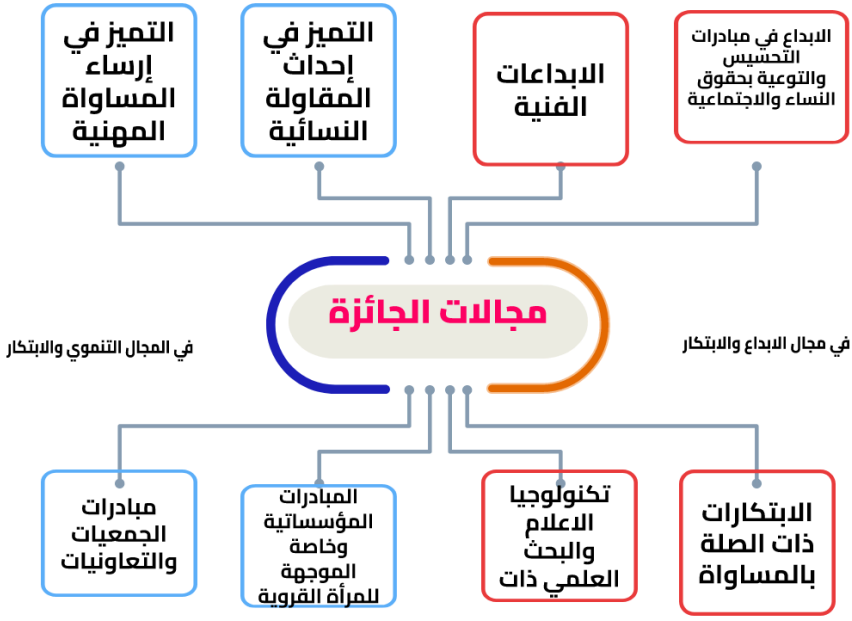 الابداع في مبادرات
التحسيس
والتوعية بحقوق
النساء والاجتماعية
الابداعات
الفنية
التميز في
إحداث
المقاولة
النسائية
التميز في
إرساء
المساواة
المهنية
مجالات الجائزة
في مجال الابداع والابتكار
في المجال التنموي والابتكار
الابتكارات
ذات الصلة
بالمساواة
تكنولوجيا
الاعلام
والبحث
العلمي ذات
المبادرات
المؤسساتية
وخاصة
الموجهة
للمرأة القروية
مبادرات
الجمعيات
والتعاونيات